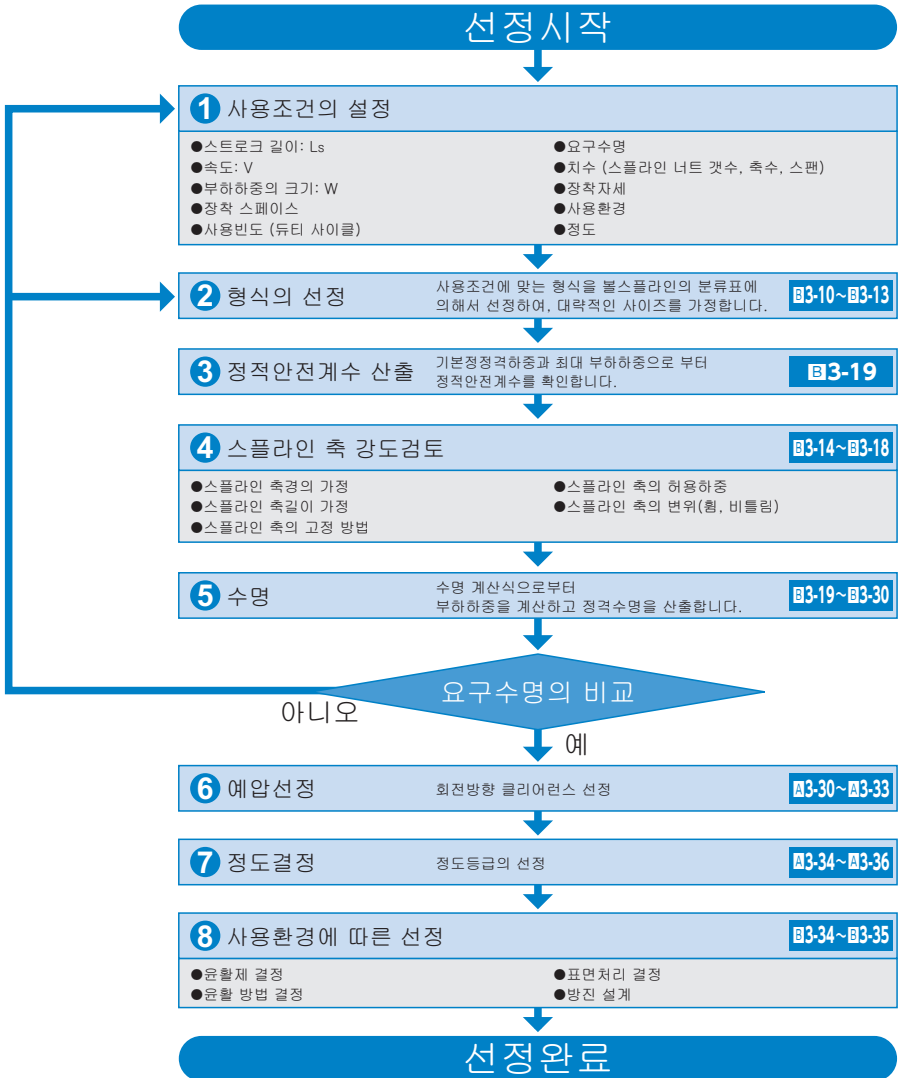 선정시작
1 사용조건의 설정
●스트로크 길이: Ls
●속도: V
●부하하중의 크기: W
●장착 스페이스
●사용빈도 (듀티 사이클)
●요구수명
●치수 (스플라인 너트 갯수, 축수, 스팬)
●장착자세
●사용환경
●정도
2 형식의 선정
사용조건에 맞는 형식을 볼스플라인의 분류표에
의해서 선정하여, 대략적인 사이즈를 가정합니다.
B3-10~B3-13
3 정적안전계수 산출
기본정정격하중과 최대 부하하중으로 부터
정적안전계수를 확인합니다.
B3-19
4 스플라인 축 강도검토
B3-14~B3-18
●스플라인 축경의 가정
●스플라인 축길이 가정
●스플라인 축의 고정 방법
●스플라인 축의 허용하중
●스플라인 축의 변위(휨, 비틀림)
5 수명
수명 계산식으로부터
부하하중을 계산하고 정격수명을 산출합니다.
B3-19~B3-30
요구수명의 비교
아니오
예
6 예압선정
회전방향 클리어런스 선정
A3-30~A3-33
7 정도결정
정도등급의 선정
A3-34~A3-36
8 사용환경에 따른 선정
B3-34~B3-35
●윤활제 결정
●윤활 방법 결정
●표면처리 결정
●방진 설계
선정완료